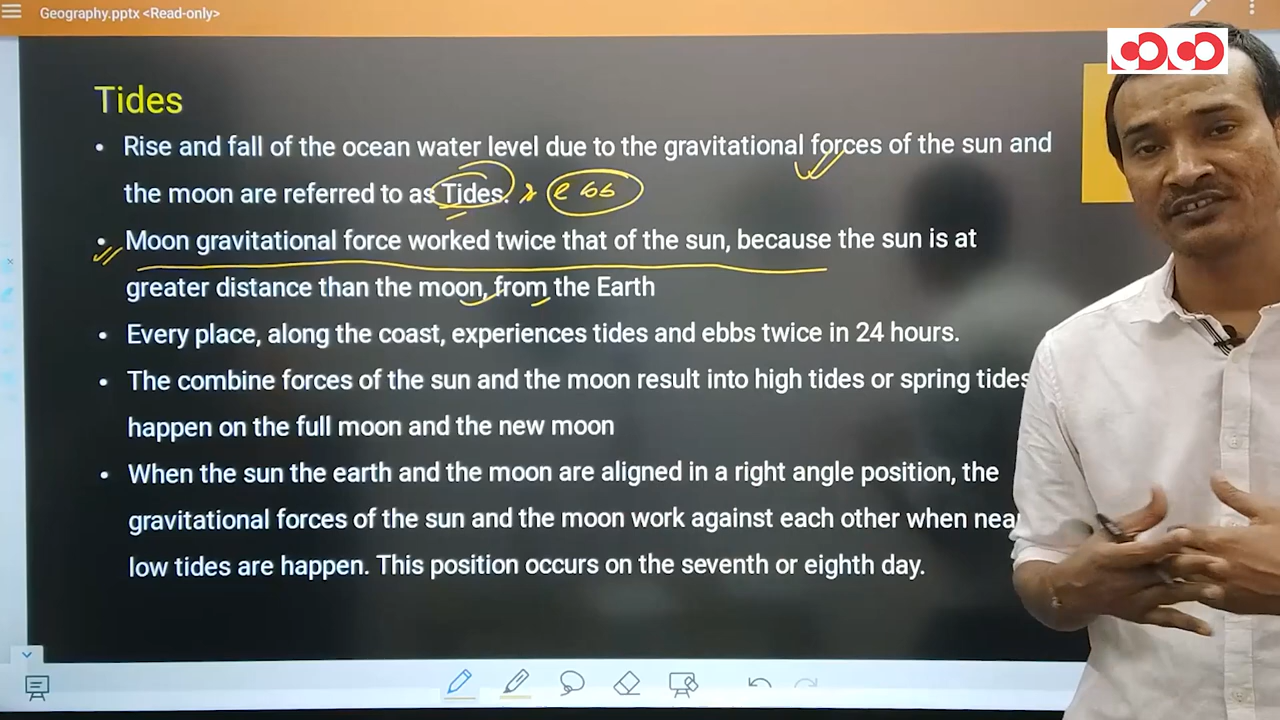 Geography.pptx <Read-only>
Tides
• Rise and fall of the ocean water level due to the gravitational forces of the sun and
the moon are referred to as Tides. & ebb
• Moon gravitational force worked twice that of the sun, because the sun is at
greater distance than the moon, from the Earth
• Every place, along the coast, experiences tides and ebbs twice in 24 hours.
• The combine forces of the sun and the moon result into high tides or spring tides
happen on the full moon and the new moon
• When the sun the earth and the moon are aligned in a right angle position, the
gravitational forces of the sun and the moon work against each other when
low tides are happen. This position occurs on the seventh or eighth day.